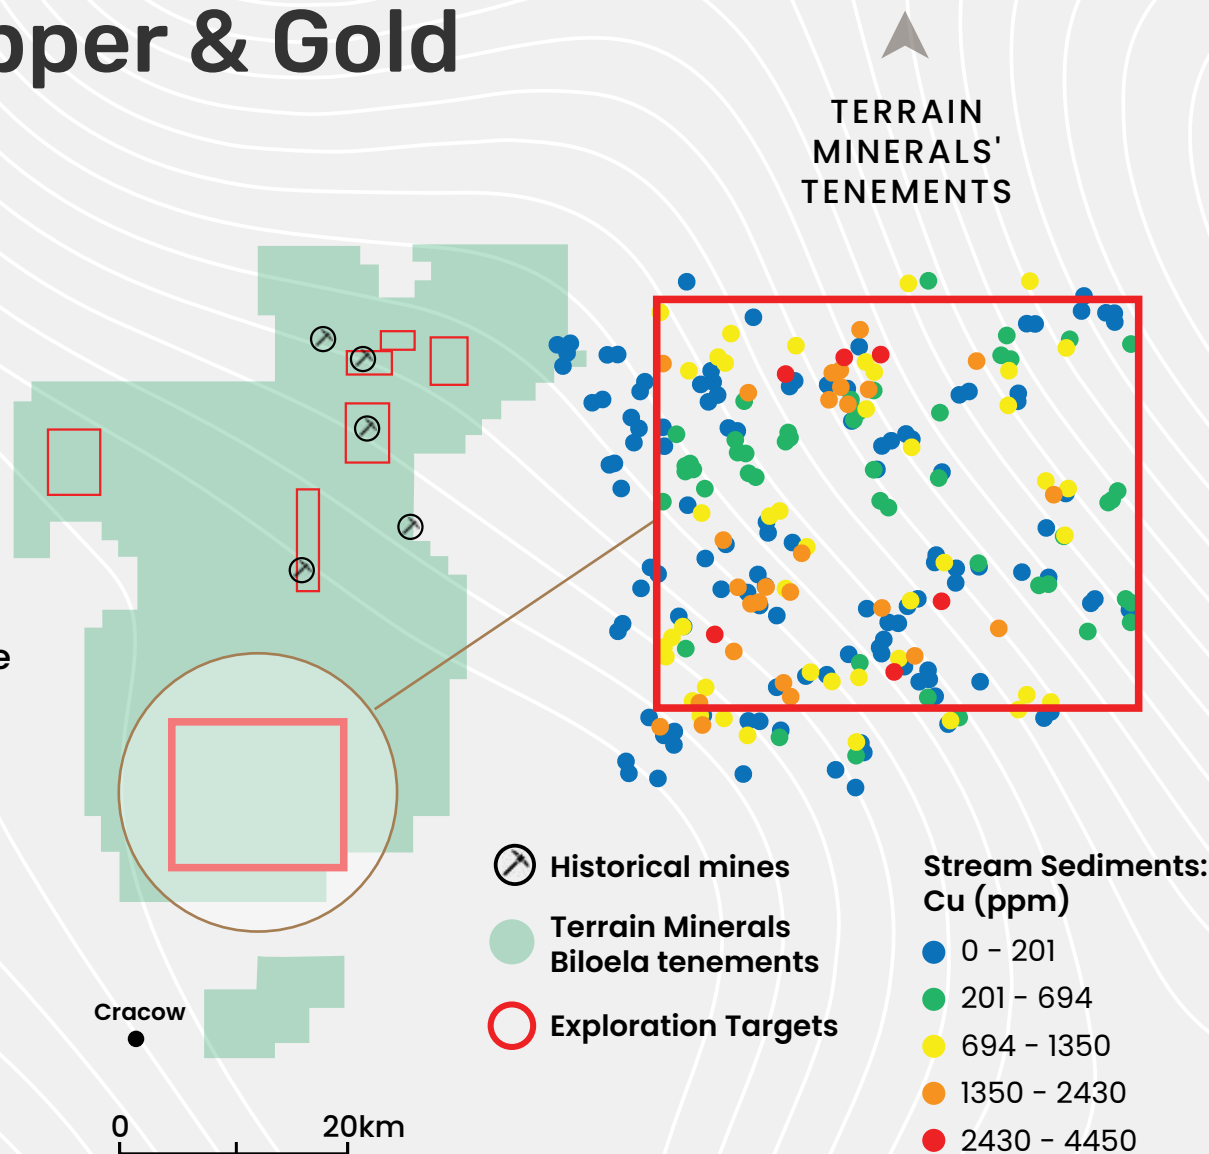 & Gold
TERRAIN
MINERALS'
TENEMENTS
Historical mines
Terrain Minerals
Biloela tenements
Exploration Targets
Stream Sediments:
Cu (ppm)
0 - 201
201 - 694
694 - 1350
1350 - 2430
2430 - 4450
Cracow
0
20km